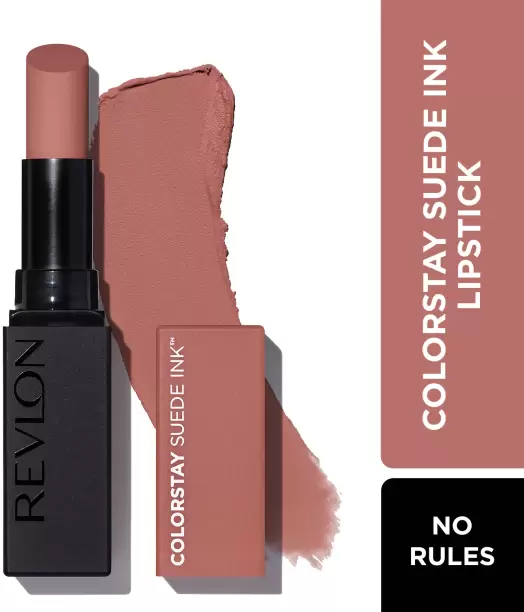 REVLON
COLORSTAY SUEDE INK™
COLORSTAY SUEDE INK
LIPSTICK
NO
RULES